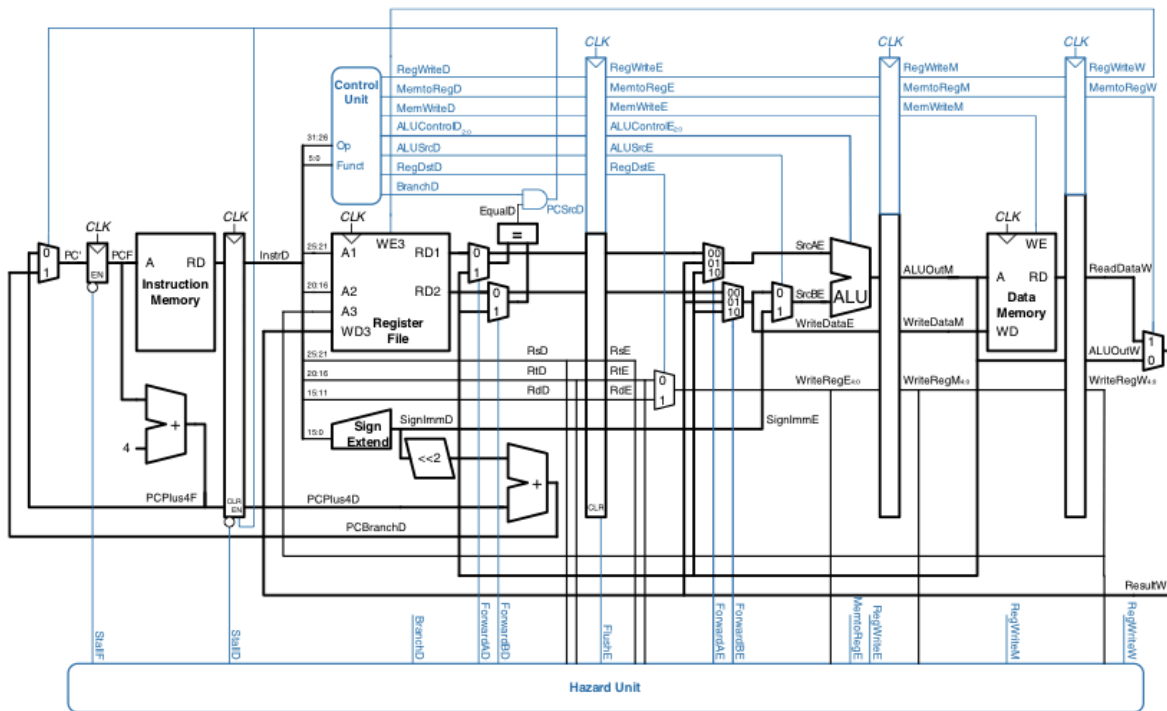 CLK CLK CLK
RegWriteD RegWriteE RegWriteM RegWriteW
Control Unit
MemtoRegD MemtoRegE MemtoRegM MemtoRegW
MemWriteD MemWriteE MemWriteM
ALUControlD2:0 ALUControlE2:0
31:26 Op ALUSrcD ALUSrcE
5:0 Funct RegDstD RegDstE
BranchD
EqualD PCSrcD
CLK CLK CLK CLK
WE3 = WE
0 1 PC' EN PCF A RD InstrD 25:21 A1 RD1 0 1 00 01 10 SrcAE
Instruction Memory
20:16 A2 RD2 0 1 00 01 10 0 1 SrcBE ALU ALUOutM A RD ReadDataW
A3
WD3 Register File WriteDataE WriteDataM WD Data Memory 1 0
25:21 RsD RsE ALUOutW
20:16 RtD RtE 0
15:11 RdD RdE 1 WriteRegE4:0 WriteRegM4:0 WriteRegW4:0
15:0 Sign Extend SignImmD SignImmE
4 + <<2 +
PCPlus4F CLR EN PCPlus4D CLR
PCBranchD
ResultW
StallF StallD BranchD ForwardAD ForwardBD FlushE ForwardAE ForwardBE MemtoRegE RegWriteE RegWriteM RegWriteW
Hazard Unit